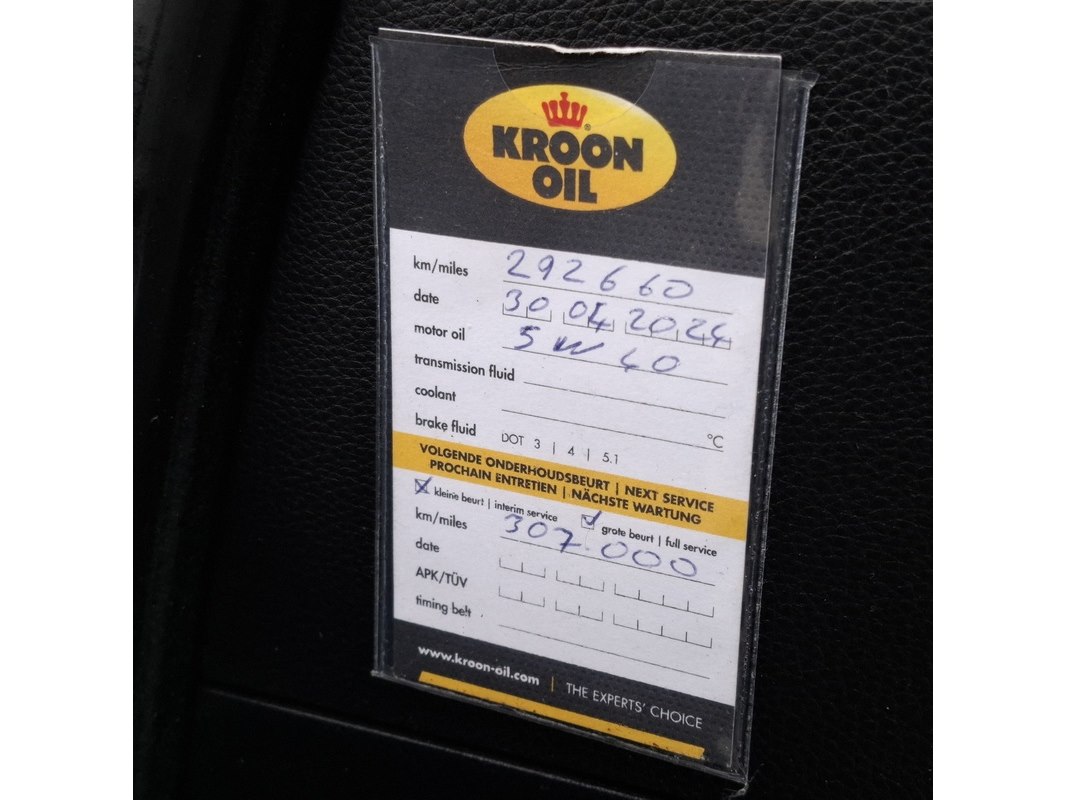 KROON
OIL
km/miles 292660
date 30 04 2024
motor oil 5W40
transmission fluid
coolant °C
brake fluid DOT 3 | 4 | 5.1
VOLGENDE ONDERHOUDSBEURT | NEXT SERVICE
PROCHAIN ENTRETIEN | NÄCHSTE WARTUNG
kleine beurt | interim service grote beurt | full service
km/miles 307.000
date
APK/TÜV
timing belt
www.kroon-oil.com | THE EXPERTS' CHOICE